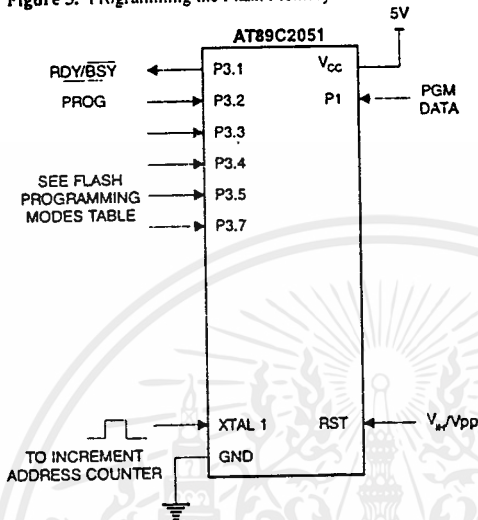 Figure 3. Programming the Flash Memory
5V
AT89C2051
RDY/BSY
P3.1
VCC
PROG
P3.2
P1
PGM
DATA
P3.3
P3.4
SEE FLASH
PROGRAMMING
MODES TABLE
P3.5
P3.7
XTAL 1
RST
VIH/Vpp
TO INCREMENT
ADDRESS COUNTER
GND